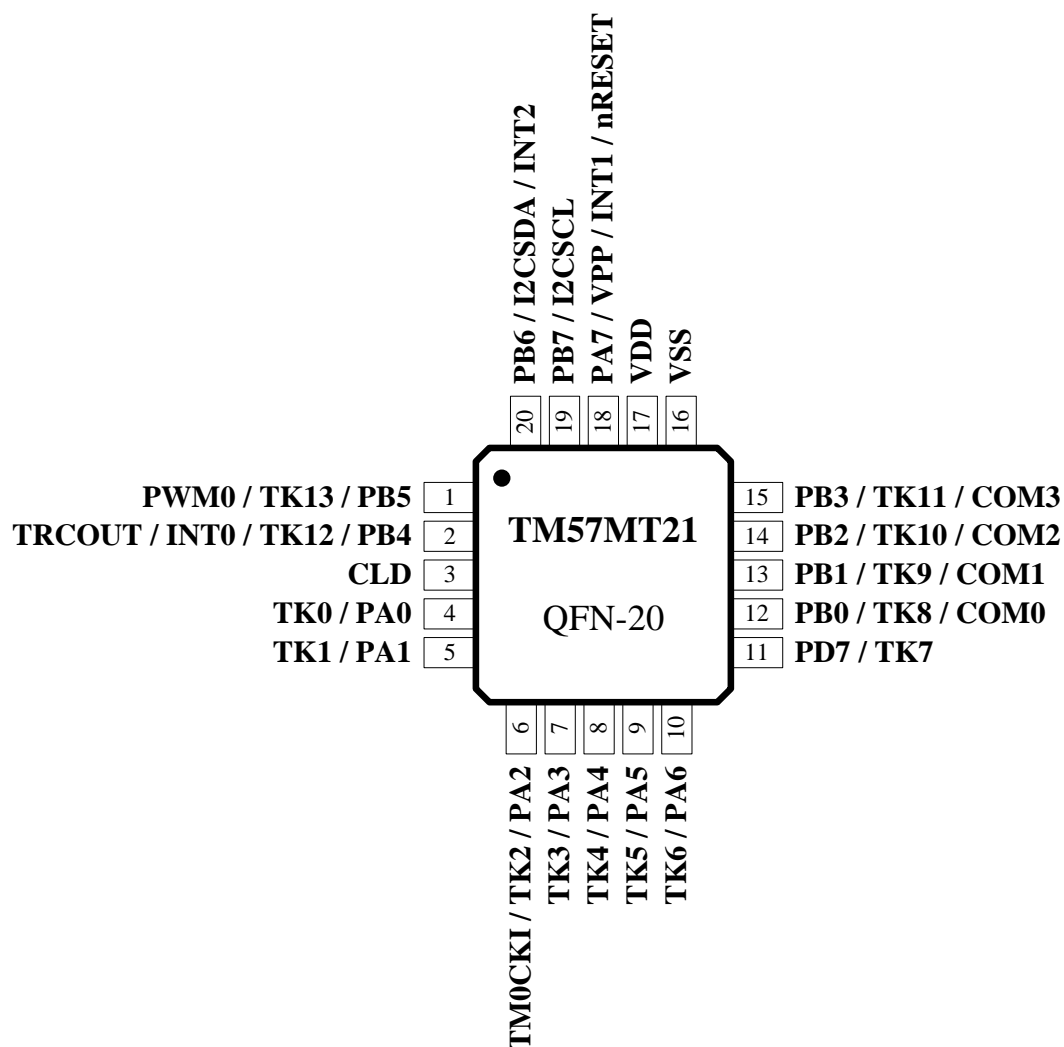 PB6 / I2CSDA / INT2
PB7 / I2CSCL
PA7 / VPP / INT1 / nRESET
VDD
VSS
20
19
18
17
16
PWM0 / TK13 / PB5 1
TRCOUT / INT0 / TK12 / PB4 2
CLD 3
TK0 / PA0 4
TK1 / PA1 5
TM57MT21
QFN-20
15 PB3 / TK11 / COM3
14 PB2 / TK10 / COM2
13 PB1 / TK9 / COM1
12 PB0 / TK8 / COM0
11 PD7 / TK7
6
7
8
9
10
TM0CKI / TK2 / PA2
TK3 / PA3
TK4 / PA4
TK5 / PA5
TK6 / PA6